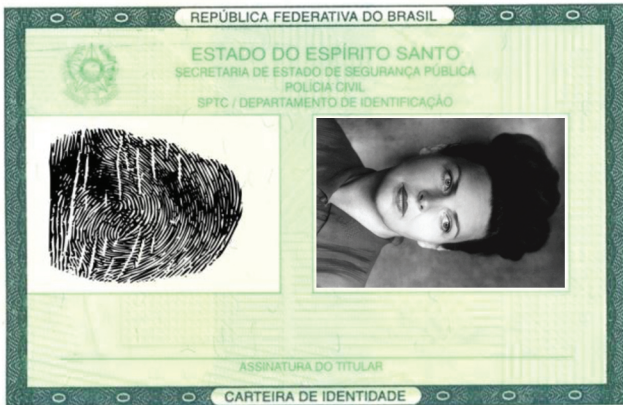 REPÚBLICA FEDERATIVA DO BRASIL
ESTADO DO ESPÍRITO SANTO
SECRETARIA DE ESTADO DE SEGURANÇA PÚBLICA
POLÍCIA CIVIL
SPTC / DEPARTAMENTO DE IDENTIFICAÇÃO
ASSINATURA DO TITULAR
CARTEIRA DE IDENTIDADE